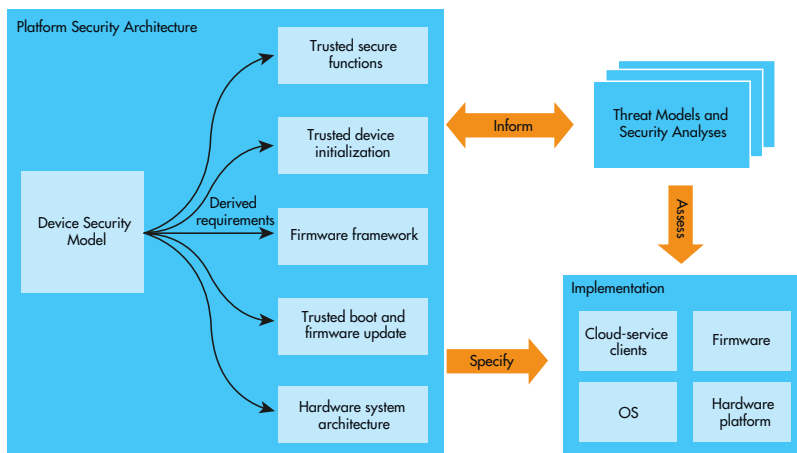 Platform Security Architecture
Trusted secure
functions
Trusted device
initialization
Derived
requirements
Device Security
Model
Firmware framework
Trusted boot and
firmware update
Hardware system
architecture
Inform
Threat Models and
Security Analyses
Assess
Specify
Implementation
Cloud-service
clients
Firmware
OS
Hardware
platform